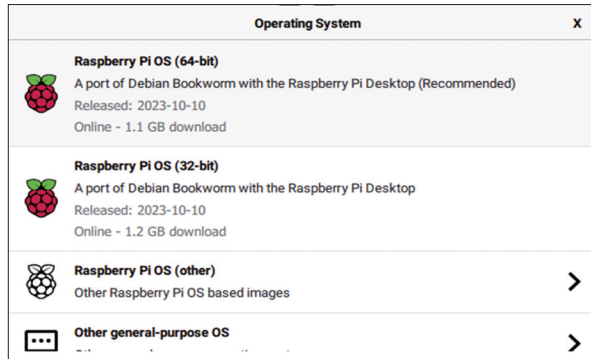 Operating System
X
Raspberry Pi OS (64-bit)
A port of Debian Bookworm with the Raspberry Pi Desktop (Recommended)
Released: 2023-10-10
Online - 1.1 GB download
Raspberry Pi OS (32-bit)
A port of Debian Bookworm with the Raspberry Pi Desktop
Released: 2023-10-10
Online - 1.2 GB download
Raspberry Pi OS (other)
Other Raspberry Pi OS based images
Other general-purpose OS